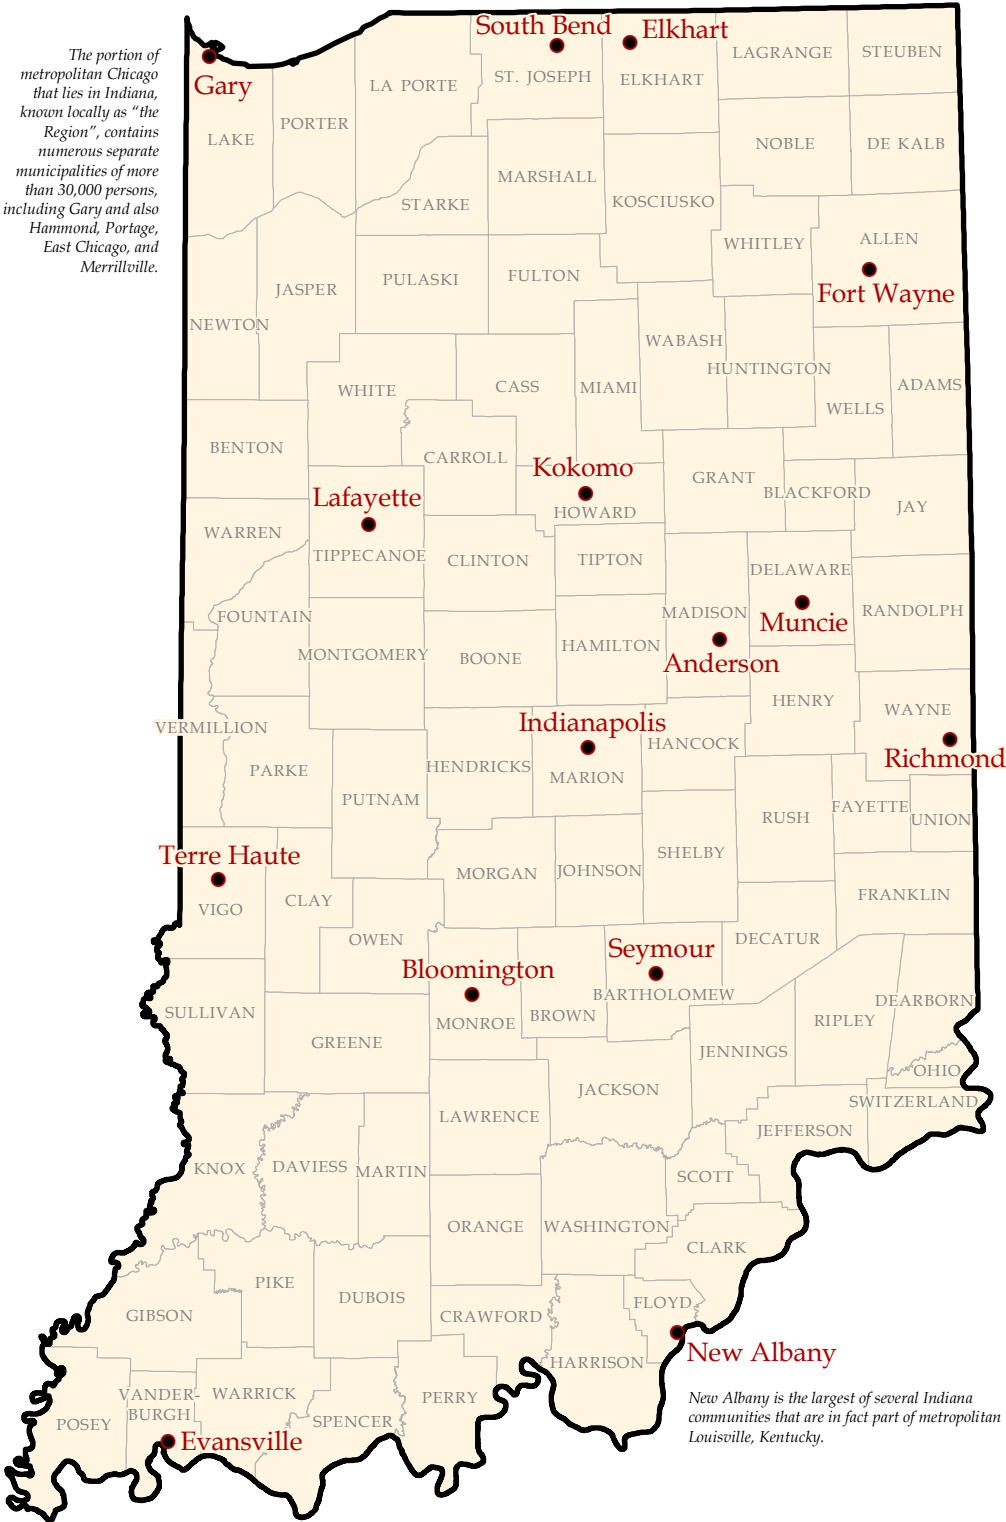 South Bend
Elkhart
LAGRANGE
STEUBEN
The portion of
metropolitan Chicago
that lies in Indiana,
known locally as “the
Region”, contains
numerous separate
municipalities of more
than 30,000 persons,
including Gary and also
Hammond, Portage,
East Chicago, and
Merrillville.
Gary
LA PORTE
ST. JOSEPH
ELKHART
LAKE
PORTER
NOBLE
DE KALB
MARSHALL
STARKE
KOSCIUSKO
WHITLEY
ALLEN
JASPER
PULASKI
FULTON
Fort Wayne
NEWTON
WABASH
HUNTINGTON
WHITE
CASS
MIAMI
ADAMS
WELLS
BENTON
CARROLL
Kokomo
GRANT
BLACKFORD
Lafayette
HOWARD
JAY
WARREN
TIPPECANOE
CLINTON
TIPTON
DELAWARE
FOUNTAIN
MADISON
Muncie
RANDOLPH
MONTGOMERY
BOONE
HAMILTON
Anderson
VERMILLION
Indianapolis
HENRY
WAYNE
HANCOCK
Richmond
PARKE
HENDRICKS
MARION
PUTNAM
RUSH
FAYETTE
UNION
Terre Haute
MORGAN
JOHNSON
SHELBY
VIGO
CLAY
FRANKLIN
OWEN
Seymour
DECATUR
Bloomington
BARTHOLOMEW
SULLIVAN
MONROE
BROWN
DEARBORN
RIPLEY
GREENE
JENNINGS
OHIO
JACKSON
SWITZERLAND
LAWRENCE
JEFFERSON
KNOX
DAVIESS
MARTIN
SCOTT
ORANGE
WASHINGTON
CLARK
PIKE
DUBOIS
FLOYD
GIBSON
CRAWFORD
New Albany
HARRISON
VANDER-
BURGH
WARRICK
PERRY
POSEY
SPENCER
Evansville
New Albany is the largest of several Indiana
communities that are in fact part of metropolitan
Louisville, Kentucky.